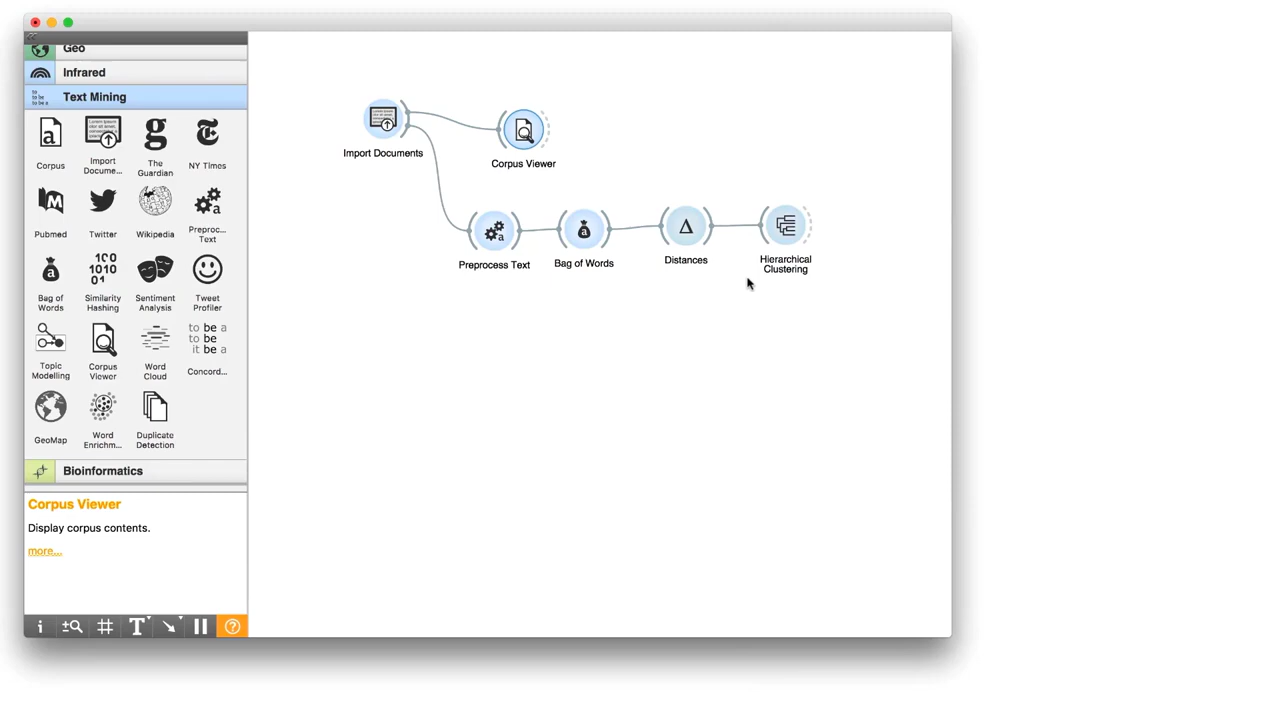 Geo
Infrared
Text Mining
Corpus
Import
Docume...
The
Guardian
NY Times
Pubmed
Twitter
Wikipedia
Preproc...
Text
Bag of
Words
Similarity
Hashing
Sentiment
Analysis
Tweet
Profiler
Topic
Modelling
Corpus
Viewer
Word
Cloud
to be a
to be
it be a
Concord...
GeoMap
Word
Enrichm...
Duplicate
Detection
Bioinformatics
Corpus Viewer
Display corpus contents.
more...
Import Documents
Corpus Viewer
Preprocess Text
Bag of Words
Distances
Hierarchical
Clustering